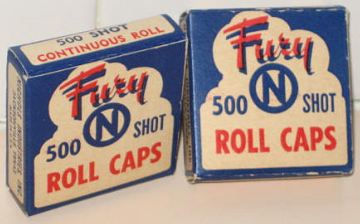 500 SHOT
CONTINUOUS ROLL
Fury
N
500 SHOT
ROLL CAPS
Fury
500 N SHOT
ROLL CAPS